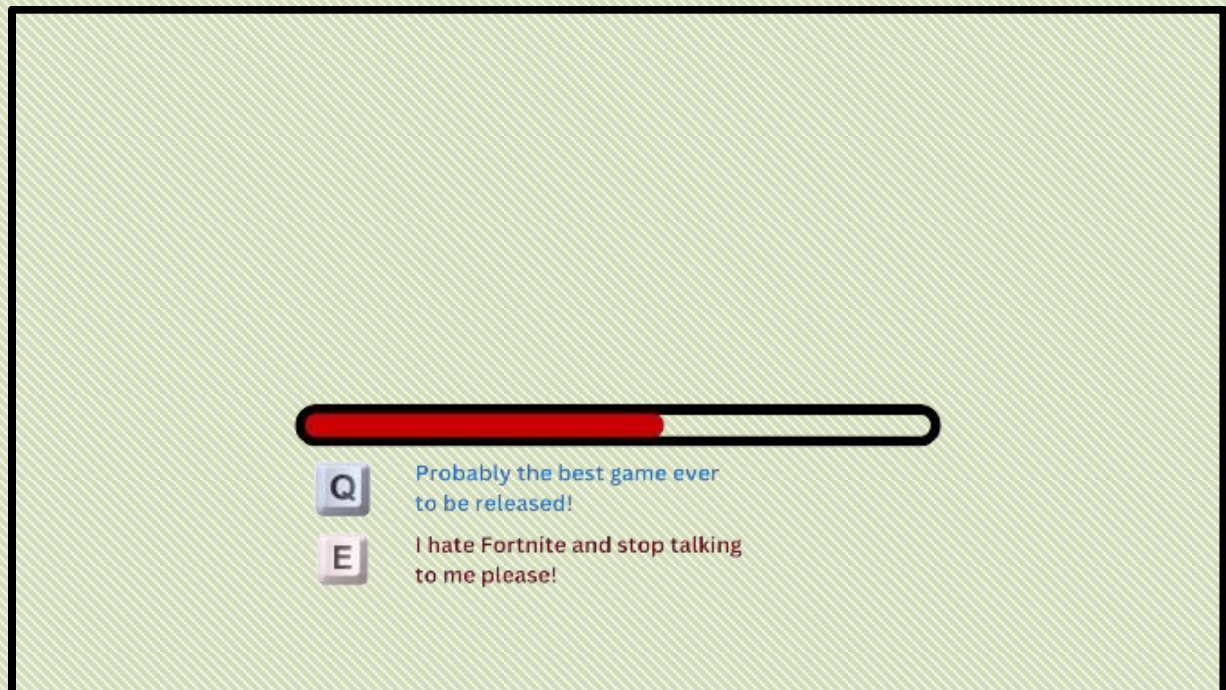 Q
Probably the best game ever
to be released!
E
I hate Fortnite and stop talking
to me please!